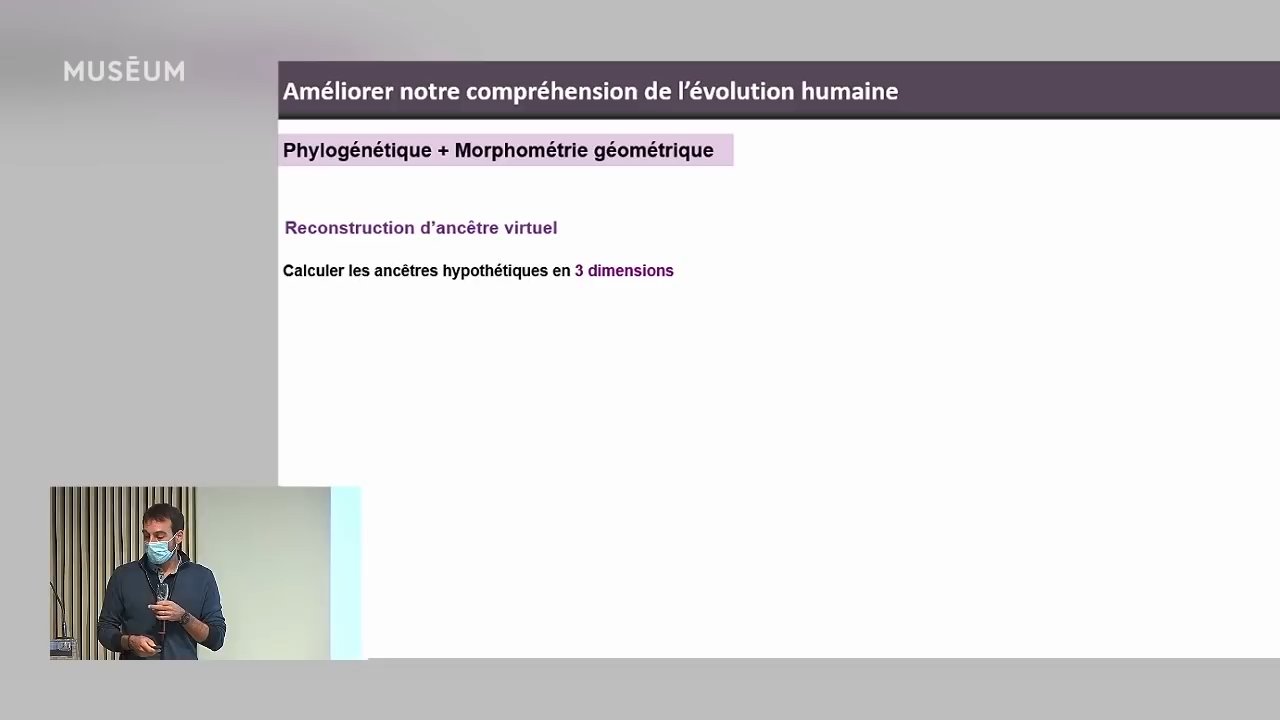 MUSĒUM
Améliorer notre compréhension de l’évolution humaine
Phylogénétique + Morphométrie géométrique
Reconstruction d’ancêtre virtuel
Calculer les ancêtres hypothétiques en 3 dimensions